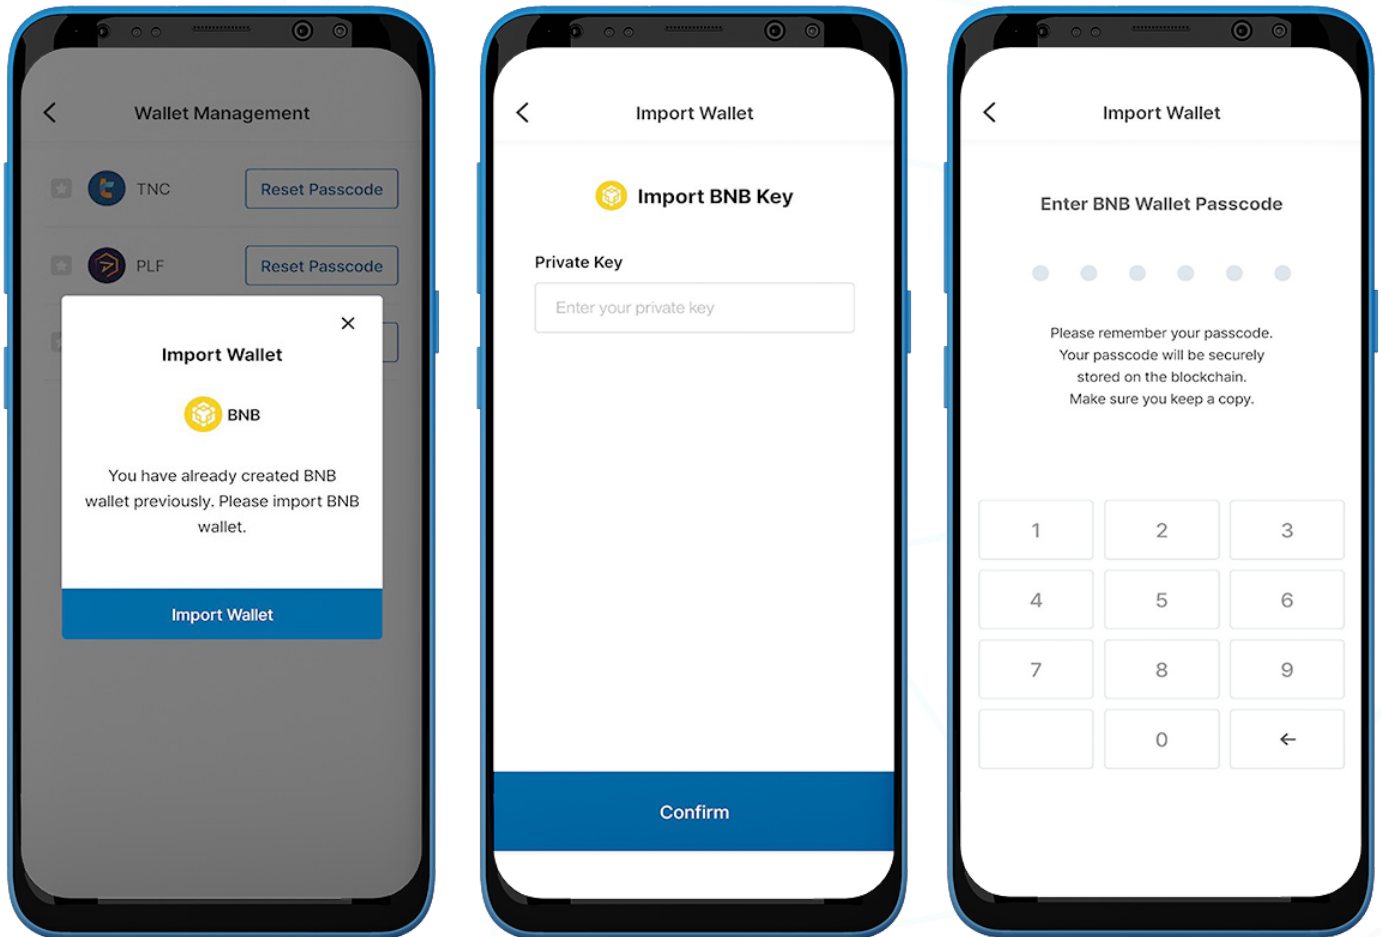 Wallet Management
TNC
Reset Passcode
PLF
Reset Passcode
Import Wallet
BNB
You have already created BNB
wallet previously. Please import BNB
wallet.
Import Wallet
Import Wallet
Import BNB Key
Private Key
Enter your private key
Confirm
Import Wallet
Enter BNB Wallet Passcode
Please remember your passcode.
Your passcode will be securely
stored on the blockchain.
Make sure you keep a copy.
1 2 3
4 5 6
7 8 9
0